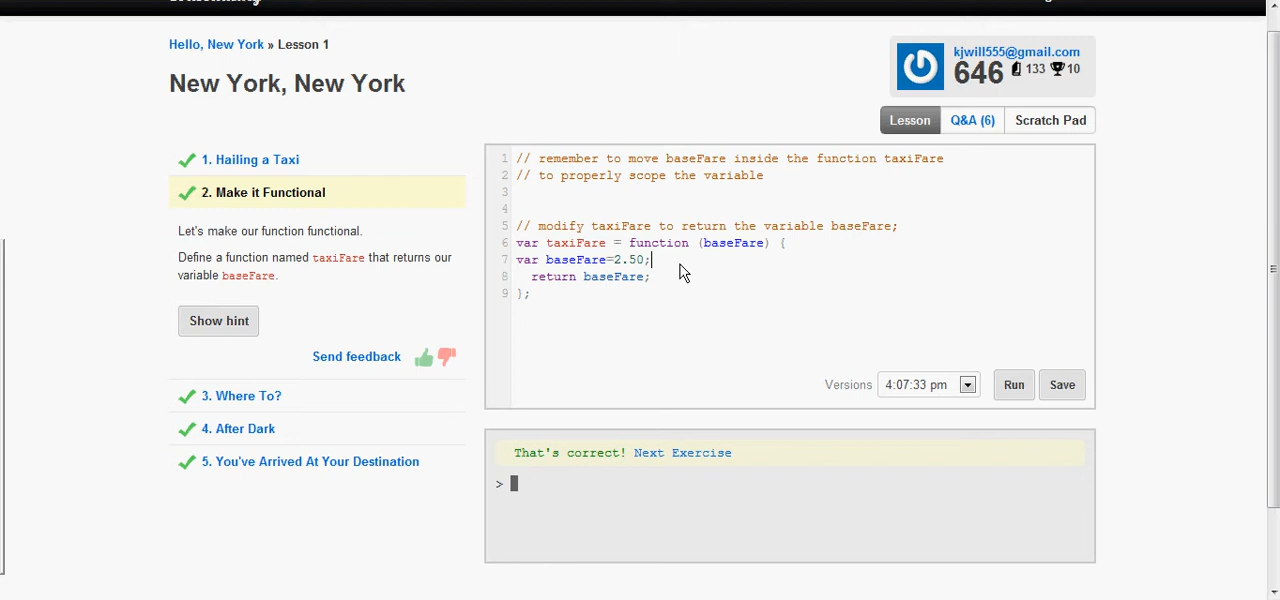 Hello, New York » Lesson 1
New York, New York
kjwill555@gmail.com
646 133 10
Lesson Q&A (6) Scratch Pad
1. Hailing a Taxi
2. Make it Functional
Let's make our function functional.
Define a function named taxiFare that returns our
variable baseFare.
Show hint
Send feedback
3. Where To?
4. After Dark
5. You've Arrived At Your Destination
1 // remember to move baseFare inside the function taxiFare
2 // to properly scope the variable
3
4
5 // modify taxiFare to return the variable baseFare;
6 var taxiFare = function (baseFare) {
7 var baseFare=2.50;
8 return baseFare;
9 };
Versions 4:07:33 pm Run Save
That's correct! Next Exercise
>